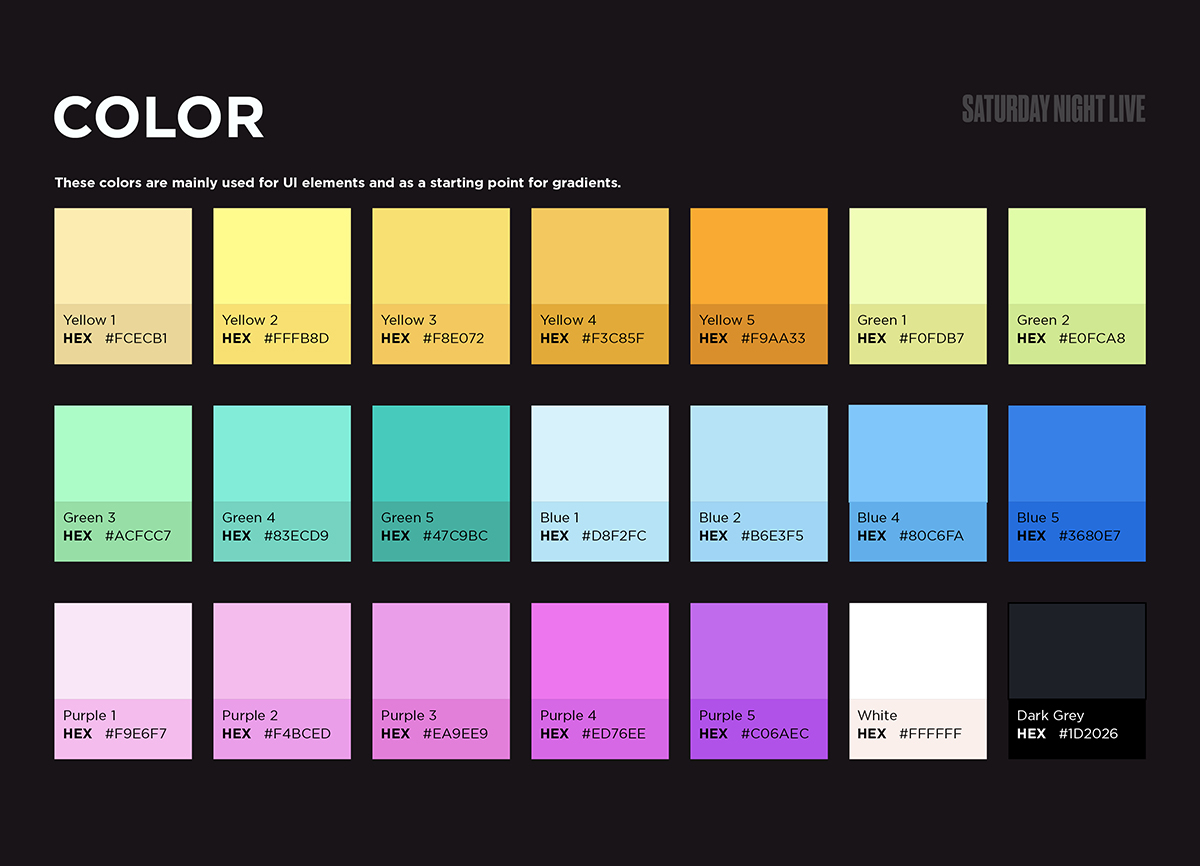 COLOR
SATURDAY NIGHT LIVE
These colors are mainly used for UI elements and as a starting point for gradients.
Yellow 1
HEX #FCECB1
Yellow 2
HEX #FFFB8D
Yellow 3
HEX #F8E072
Yellow 4
HEX #F3C85F
Yellow 5
HEX #F9AA33
Green 1
HEX #F0FDB7
Green 2
HEX #E0FCA8
Green 3
HEX #ACFCC7
Green 4
HEX #83ECD9
Green 5
HEX #47C9BC
Blue 1
HEX #D8F2FC
Blue 2
HEX #B6E3F5
Blue 4
HEX #80C6FA
Blue 5
HEX #3680E7
Purple 1
HEX #F9E6F7
Purple 2
HEX #F4BCED
Purple 3
HEX #EA9EE9
Purple 4
HEX #ED76EE
Purple 5
HEX #C06AEC
White
HEX #FFFFFF
Dark Grey
HEX #1D2026